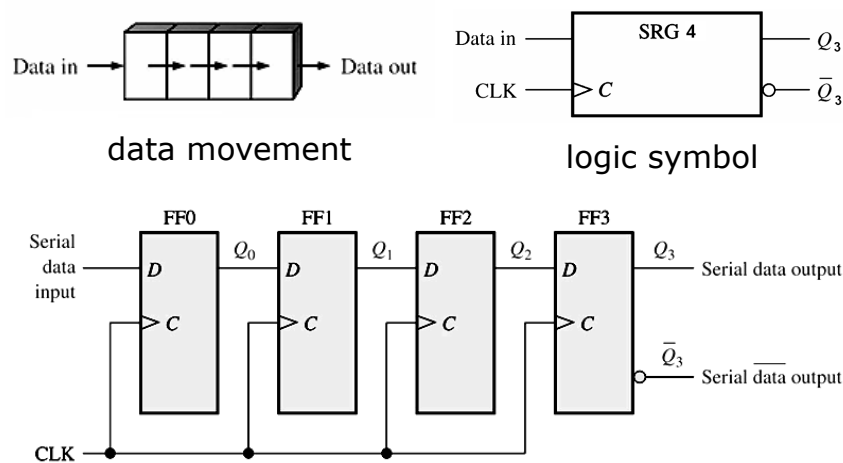 Data in
Data out
data movement
SRG 4
Data in
Q3
CLK
C
Q̅3
logic symbol
FF0
FF1
FF2
FF3
Serial
data
input
Q0
Q1
Q2
Q3
D
D
D
D
Serial data output
C
C
C
C
Q̅3
Serial d̅a̅t̅a̅ output
CLK